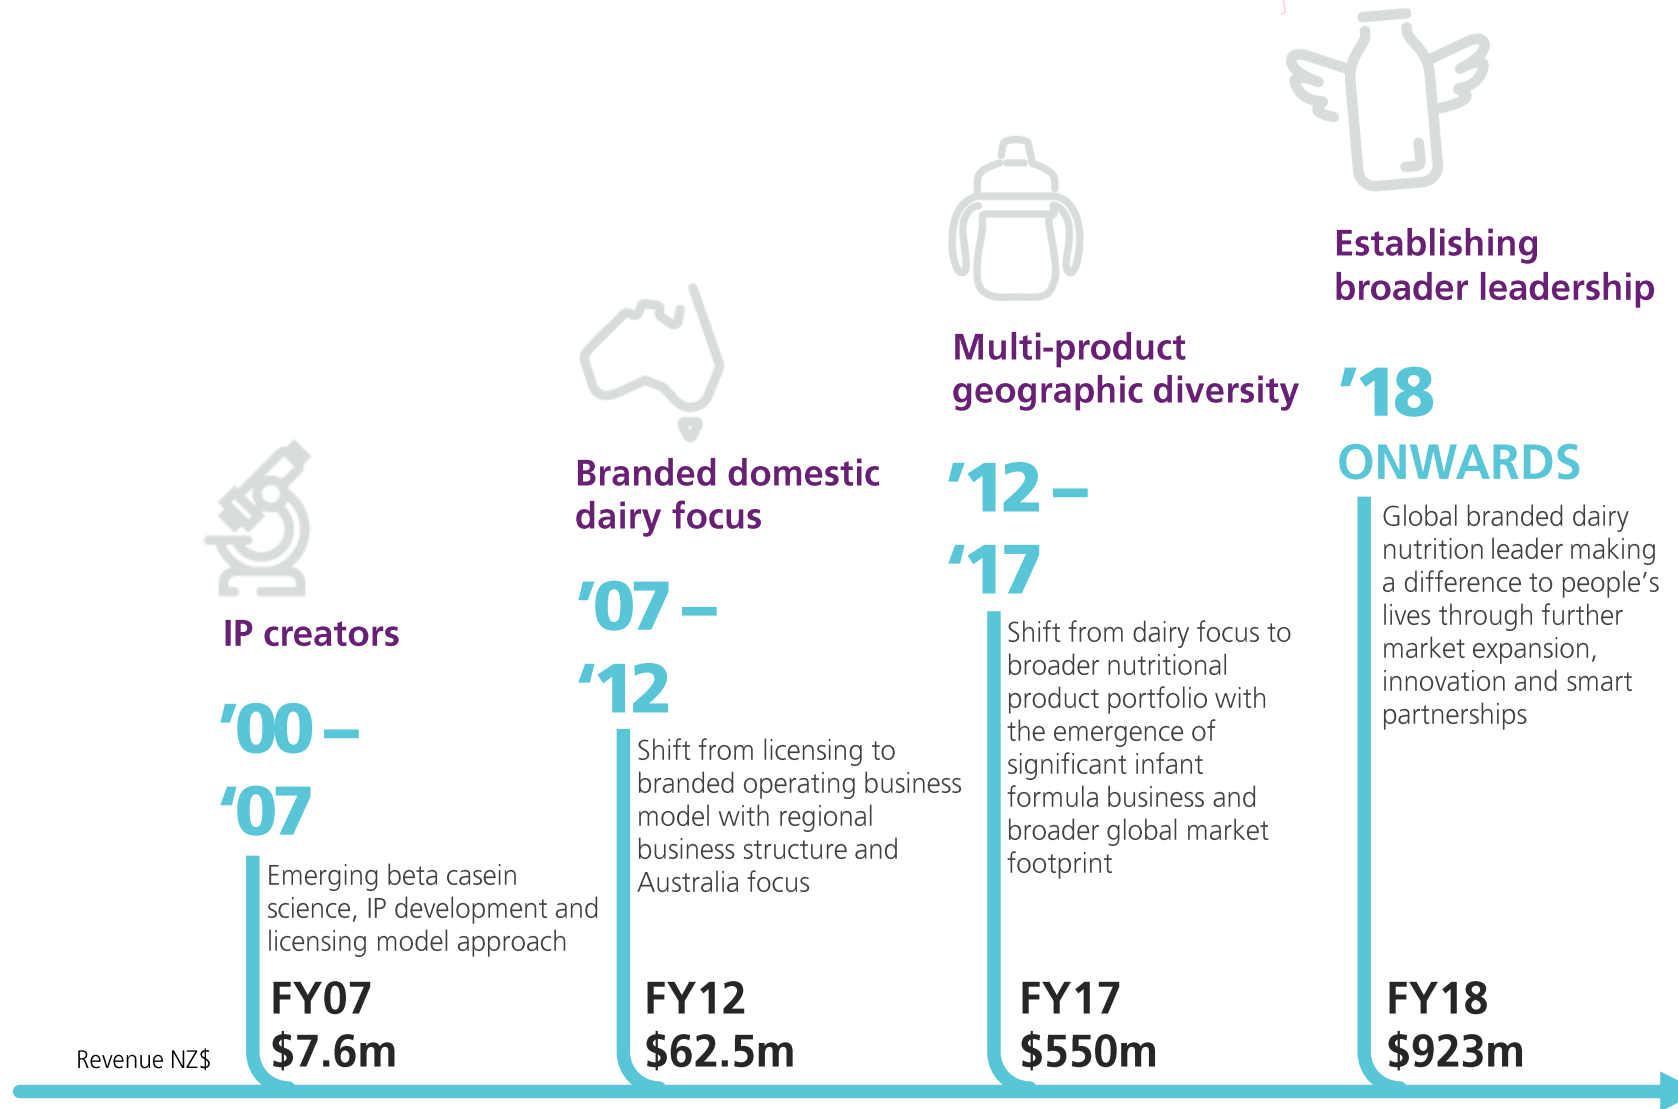 IP creators
’00 –
‘07
Emerging beta casein
science, IP development and
licensing model approach
FY07
$7.6m
Branded domestic
dairy focus
’07 –
‘12
Shift from licensing to
branded operating business
model with regional
business structure and
Australia focus
FY12
$62.5m
Multi-product
geographic diversity
’12 –
‘17
Shift from dairy focus to
broader nutritional
product portfolio with
the emergence of
significant infant
formula business and
broader global market
footprint
FY17
$550m
Establishing
broader leadership
’18
ONWARDS
Global branded dairy
nutrition leader making
a difference to people’s
lives through further
market expansion,
innovation and smart
partnerships
FY18
$923m
Revenue NZ$